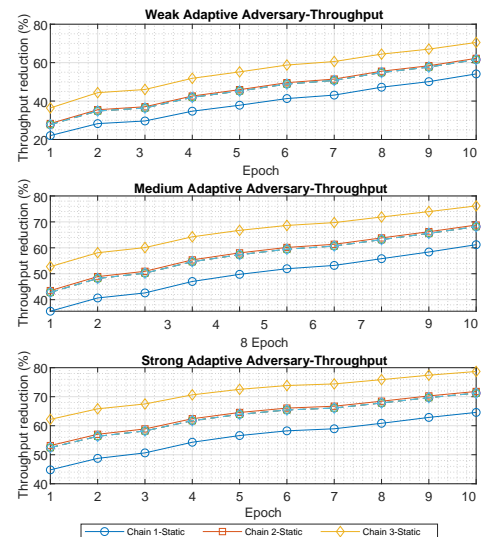 Weak Adaptive Adversary-Throughput
Throughput reduction (%)
80
60
40
20
1 2 3 4 5 6 7 8 9 10
Epoch
Medium Adaptive Adversary-Throughput
Throughput reduction (%)
80
70
60
50
40
1 2 3 4 5 6 7 9 10
8 Epoch
Strong Adaptive Adversary-Throughput
Throughput reduction (%)
80
70
60
50
40
1 2 3 4 5 6 7 8 9 10
Epoch
Chain 1-Static Chain 2-Static Chain 3-Static